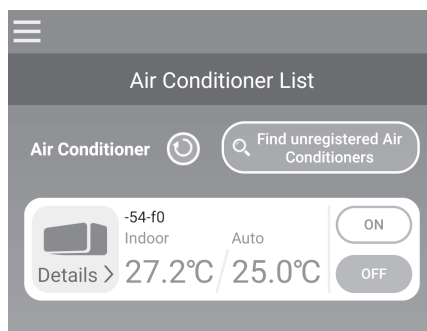 Air Conditioner List
Air Conditioner
Find unregistered Air
Conditioners
-54-f0
Indoor
Auto
ON
Details >
27.2℃/25.0℃
OFF